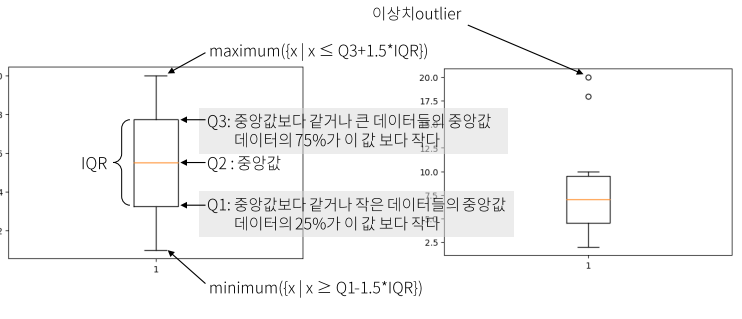 이상치outlier
maximum({x | x ≤ Q3+1.5*IQR})
Q3: 중앙값보다 같거나 큰 데이터들의 중앙값
데이터의 75%가 이 값 보다 작다
IQR
Q2 : 중앙값
Q1: 중앙값보다 같거나 작은 데이터들의 중앙값
데이터의 25%가 이 값 보다 작다
minimum({x | x ≥ Q1-1.5*IQR})
0
8
6
4
2
1
20.0
17.5
12.5
10.0
7.5
2.5
1